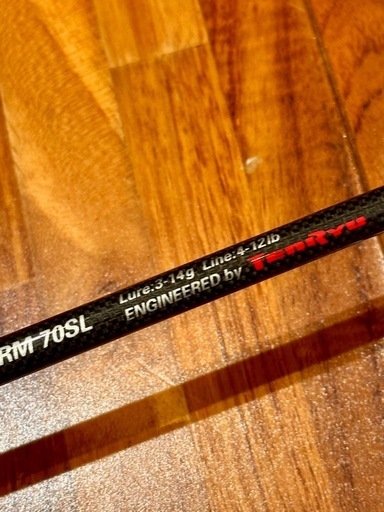 RM 70SL
Lure:3-14g Line:4-12lb
ENGINEERED by TenRyu